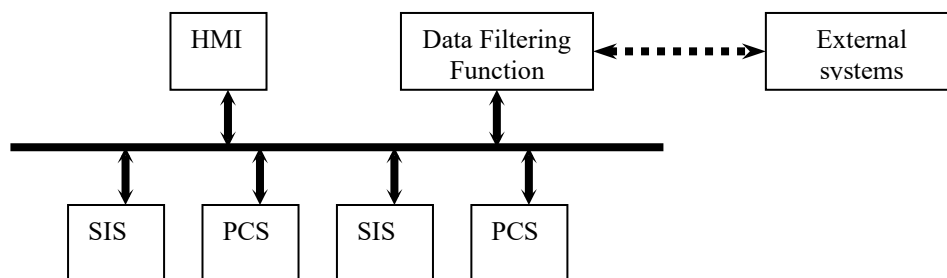 HMI
Data Filtering
Function
External
systems
SIS
PCS
SIS
PCS